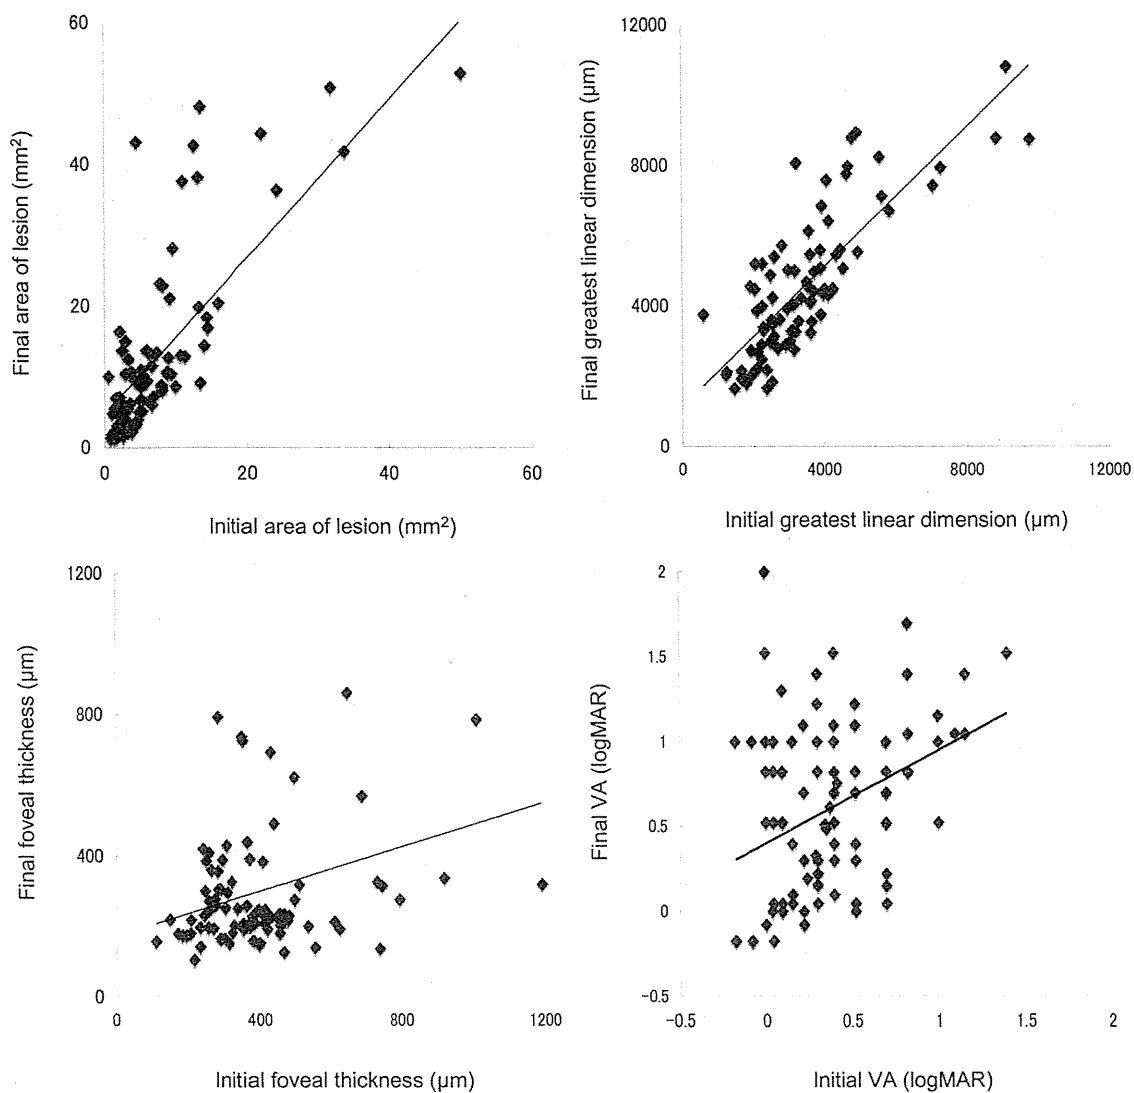 60
40
20
0
0 20 40 60
Final area of lesion (mm²)
Initial area of lesion (mm²)
12000
8000
4000
0
0 4000 8000 12000
Final greatest linear dimension (µm)
Initial greatest linear dimension (µm)
1200
800
400
0
0 400 800 1200
Final foveal thickness (µm)
Initial foveal thickness (µm)
2
1.5
1
0.5
0
-0.5
-0.5 0 0.5 1 1.5 2
Final VA (logMAR)
Initial VA (logMAR)